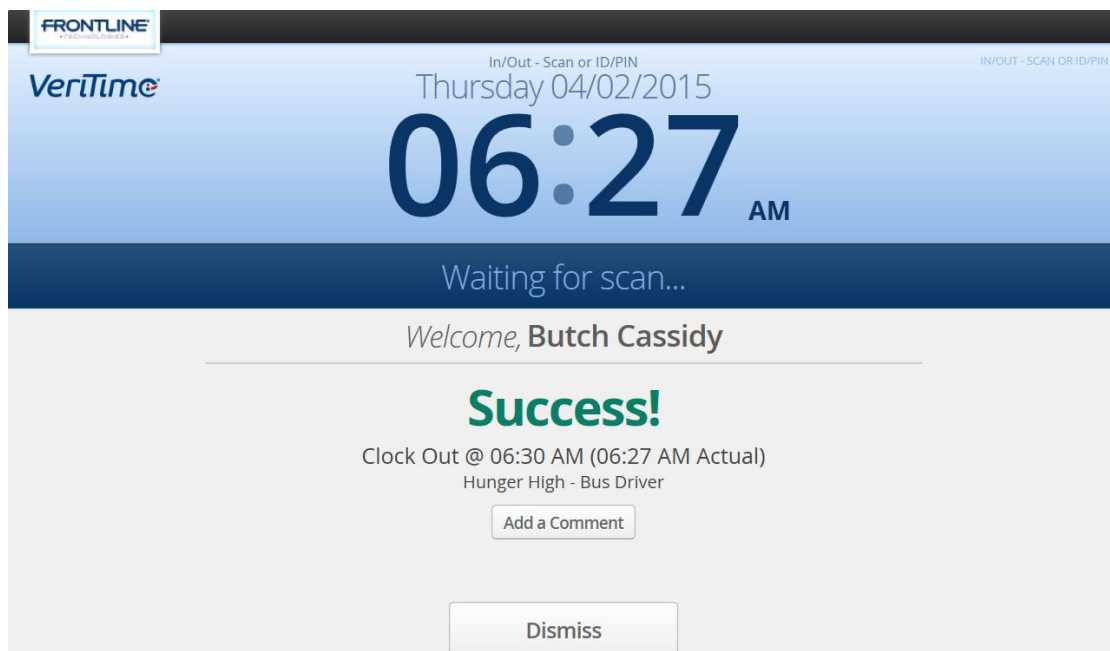 FRONTLINE
•TECHNOLOGIES•
In/Out - Scan or ID/PIN
IN/OUT - SCAN OR ID/PIN
VeriTime
Thursday 04/02/2015
06:27 AM
Waiting for scan...
Welcome, Butch Cassidy
Success!
Clock Out @ 06:30 AM (06:27 AM Actual)
Hunger High - Bus Driver
Add a Comment
Dismiss